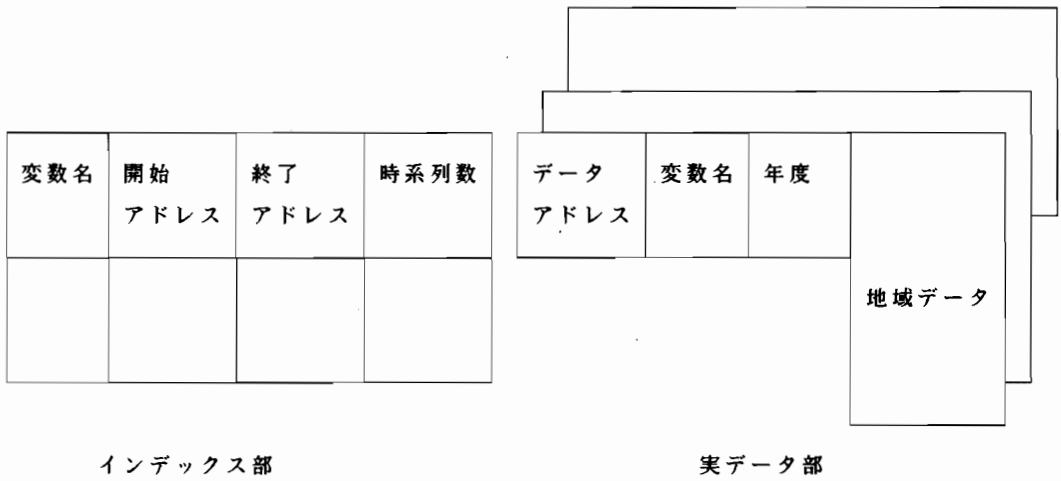 変数名
開始
アドレス
終了
アドレス
時系列数
データ
アドレス
変数名
年度
地域データ
インデックス部
実データ部